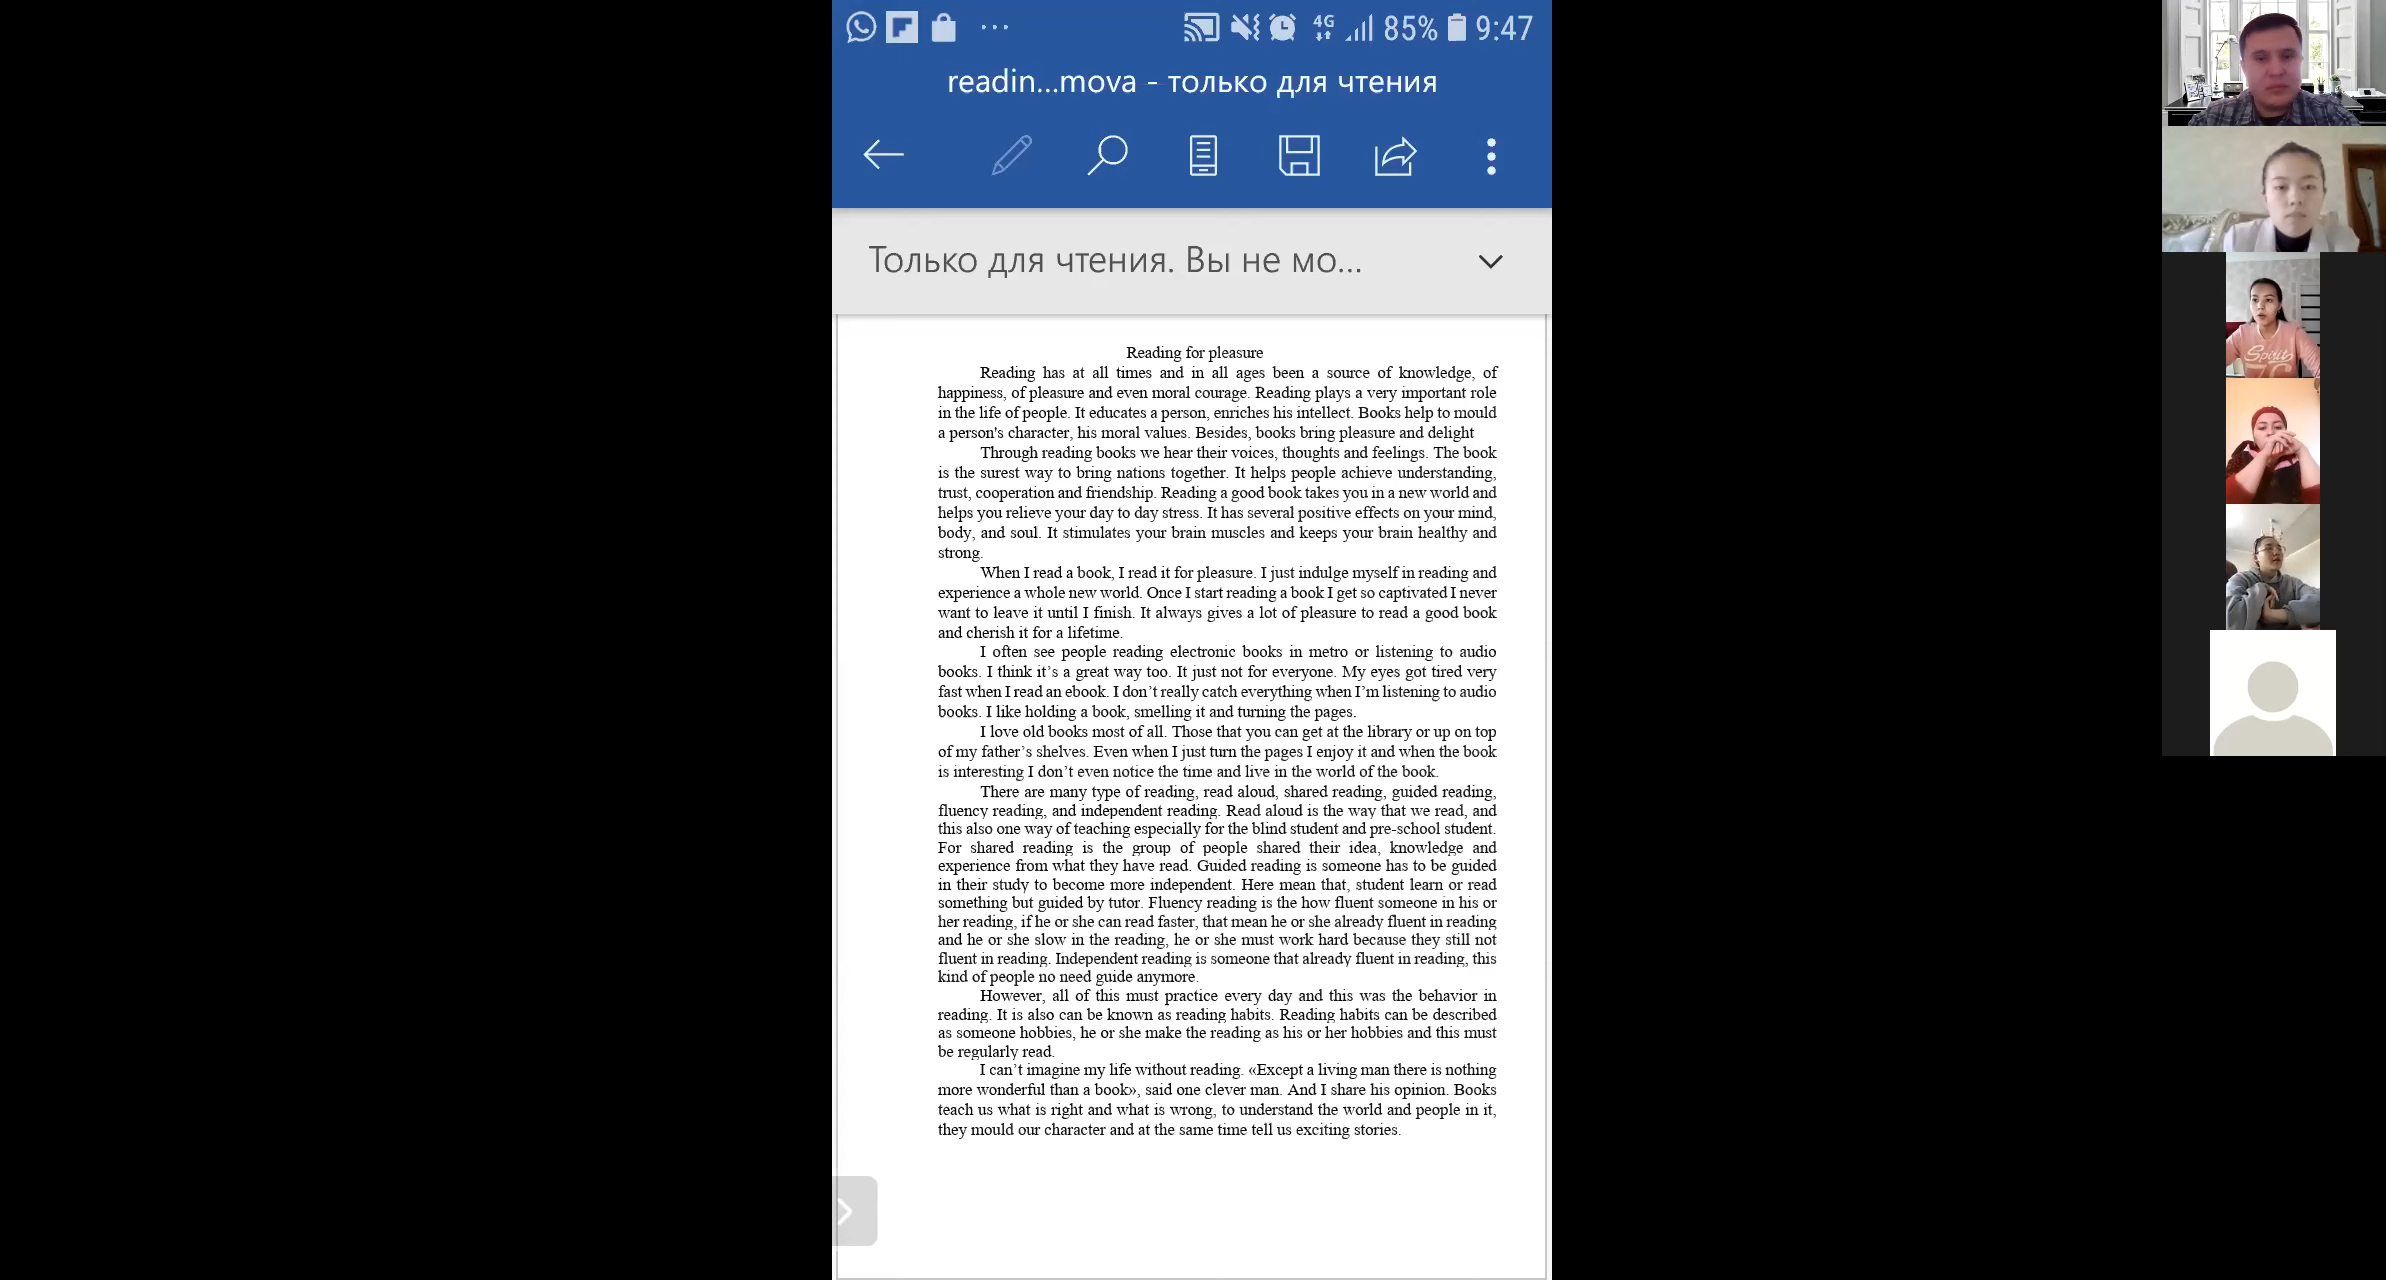 4G 85% 9:47
readin...mova - только для чтения
Только для чтения. Вы не мо...
Reading for pleasure
Reading has at all times and in all ages been a source of knowledge, of
happiness, of pleasure and even moral courage. Reading plays a very important role
in the life of people. It educates a person, enriches his intellect. Books help to mould
a person's character, his moral values. Besides, books bring pleasure and delight
Through reading books we hear their voices, thoughts and feelings. The book
is the surest way to bring nations together. It helps people achieve understanding,
trust, cooperation and friendship. Reading a good book takes you in a new world and
helps you relieve your day to day stress. It has several positive effects on your mind,
body, and soul. It stimulates your brain muscles and keeps your brain healthy and
strong.
When I read a book, I read it for pleasure. I just indulge myself in reading and
experience a whole new world. Once I start reading a book I get so captivated I never
want to leave it until I finish. It always gives a lot of pleasure to read a good book
and cherish it for a lifetime.
I often see people reading electronic books in metro or listening to audio
books. I think it’s a great way too. It just not for everyone. My eyes got tired very
fast when I read an ebook. I don’t really catch everything when I’m listening to audio
books. I like holding a book, smelling it and turning the pages.
I love old books most of all. Those that you can get at the library or up on top
of my father’s shelves. Even when I just turn the pages I enjoy it and when the book
is interesting I don’t even notice the time and live in the world of the book.
There are many type of reading, read aloud, shared reading, guided reading,
fluency reading, and independent reading. Read aloud is the way that we read, and
this also one way of teaching especially for the blind student and pre-school student.
For shared reading is the group of people shared their idea, knowledge and
experience from what they have read. Guided reading is someone has to be guided
in their study to become more independent. Here mean that, student learn or read
something but guided by tutor. Fluency reading is the how fluent someone in his or
her reading, if he or she can read faster, that mean he or she already fluent in reading
and he or she slow in the reading, he or she must work hard because they still not
fluent in reading. Independent reading is someone that already fluent in reading, this
kind of people no need guide anymore.
However, all of this must practice every day and this was the behavior in
reading. It is also can be known as reading habits. Reading habits can be described
as someone hobbies, he or she make the reading as his or her hobbies and this must
be regularly read.
I can’t imagine my life without reading. «Except a living man there is nothing
more wonderful than a book», said one clever man. And I share his opinion. Books
teach us what is right and what is wrong, to understand the world and people in it,
they mould our character and at the same time tell us exciting stories.
Spirit